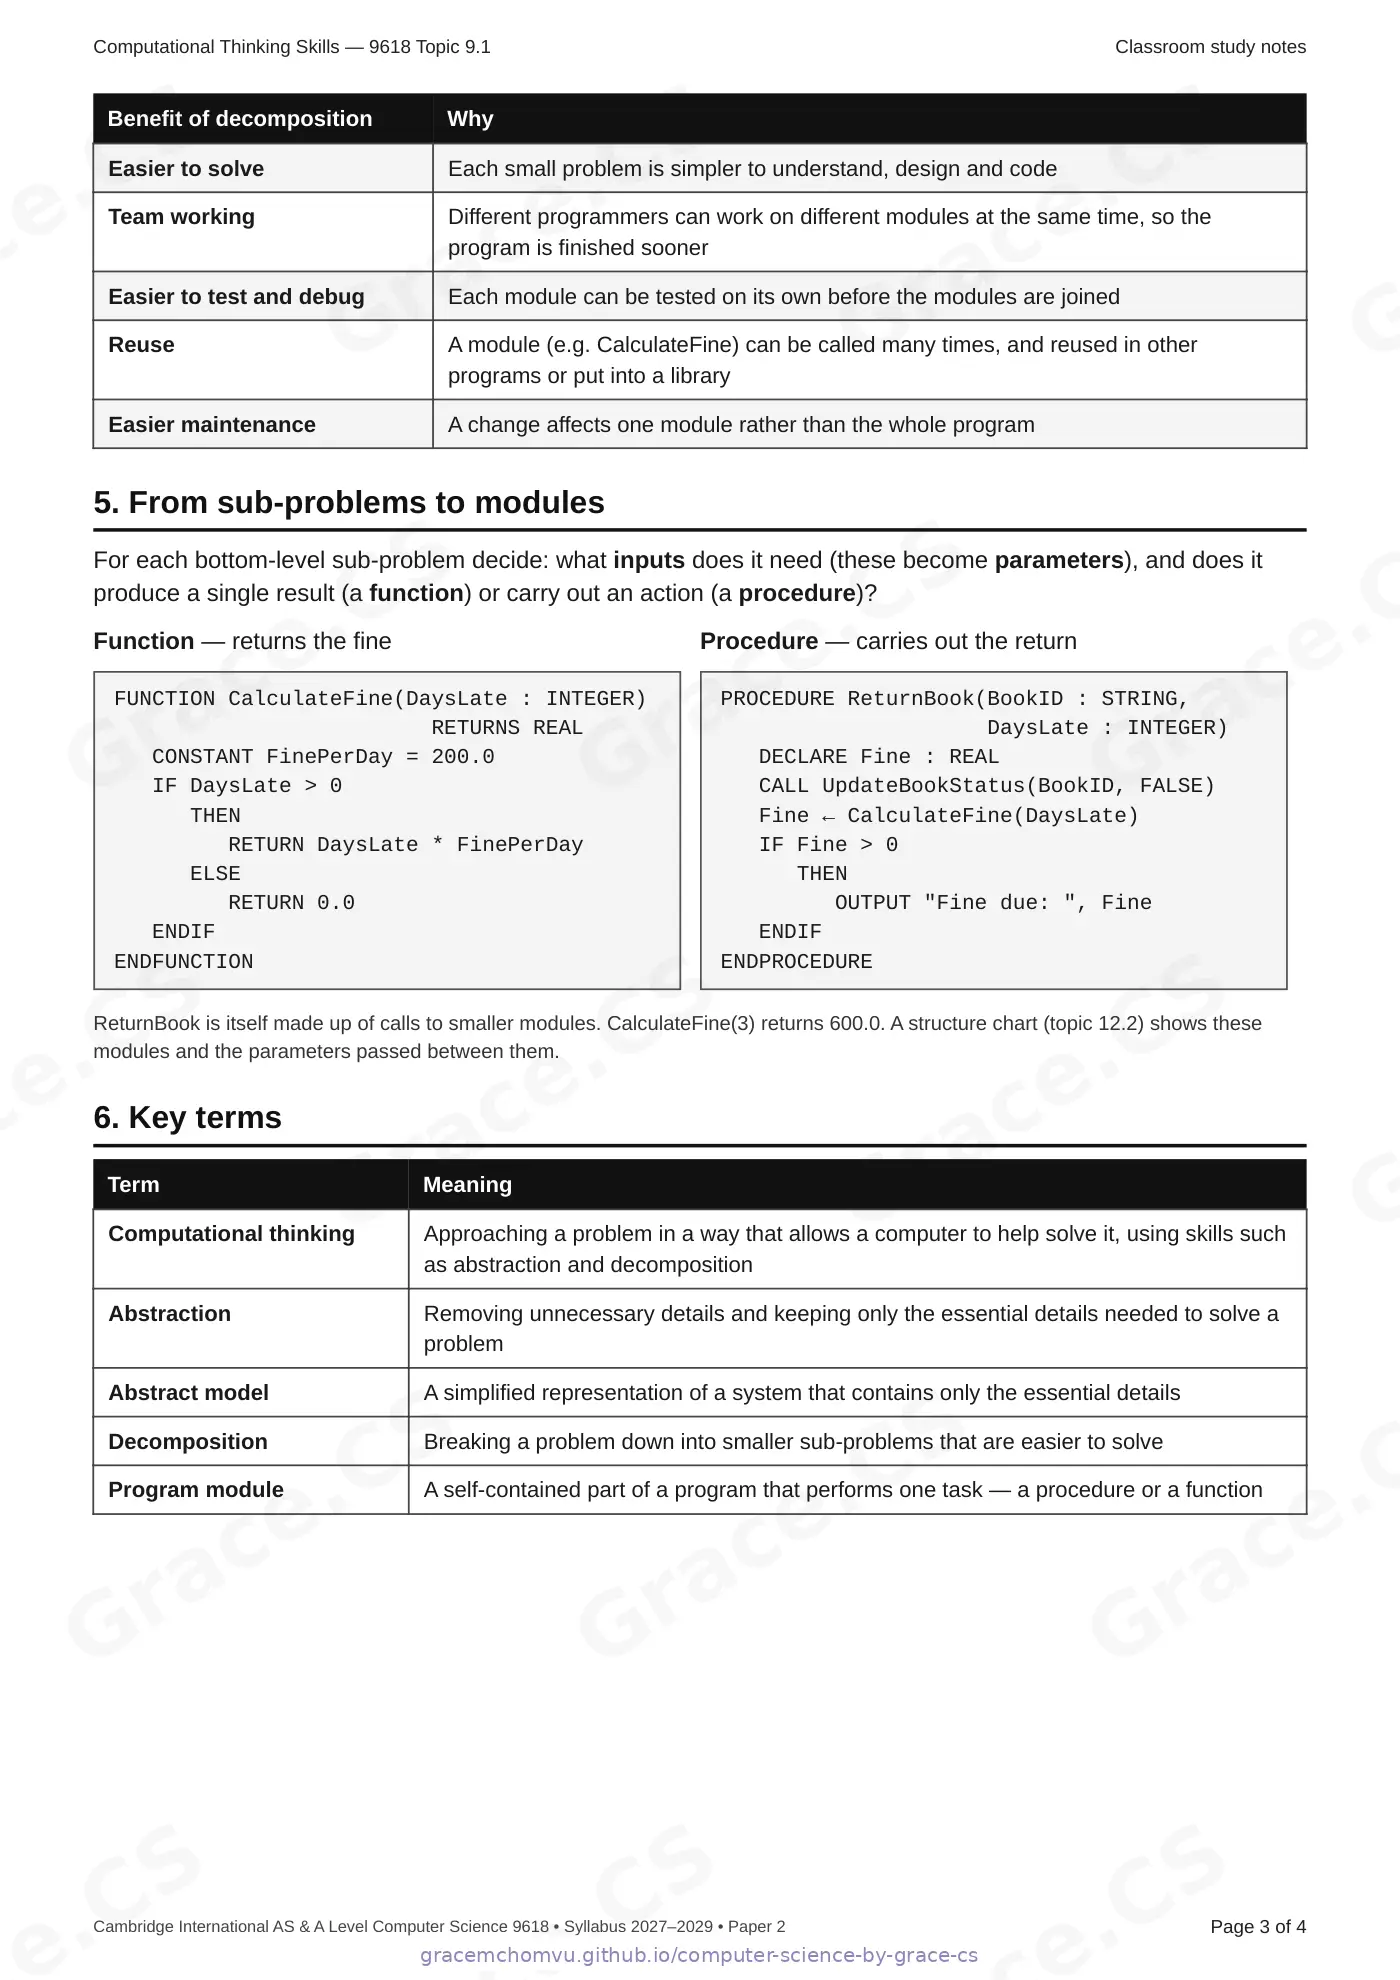 Computational Thinking Skills — 9618 Topic 9.1
Classroom study notes
Benefit of decomposition Why
Easier to solve Each small problem is simpler to understand, design and code
Team working Different programmers can work on different modules at the same time, so the
program is finished sooner
Easier to test and debug Each module can be tested on its own before the modules are joined
Reuse A module (e.g. CalculateFine) can be called many times, and reused in other
programs or put into a library
Easier maintenance A change affects one module rather than the whole program
5. From sub-problems to modules
For each bottom-level sub-problem decide: what inputs does it need (these become parameters), and does it
produce a single result (a function) or carry out an action (a procedure)?
Function — returns the fine
FUNCTION CalculateFine(DaysLate : INTEGER)
RETURNS REAL
CONSTANT FinePerDay = 200.0
IF DaysLate > 0
THEN
RETURN DaysLate * FinePerDay
ELSE
RETURN 0.0
ENDIF
ENDFUNCTION
Procedure — carries out the return
PROCEDURE ReturnBook(BookID : STRING,
DaysLate : INTEGER)
DECLARE Fine : REAL
CALL UpdateBookStatus(BookID, FALSE)
Fine ← CalculateFine(DaysLate)
IF Fine > 0
THEN
OUTPUT "Fine due: ", Fine
ENDIF
ENDPROCEDURE
ReturnBook is itself made up of calls to smaller modules. CalculateFine(3) returns 600.0. A structure chart (topic 12.2) shows these
modules and the parameters passed between them.
6. Key terms
Term Meaning
Computational thinking Approaching a problem in a way that allows a computer to help solve it, using skills such
as abstraction and decomposition
Abstraction Removing unnecessary details and keeping only the essential details needed to solve a
problem
Abstract model A simplified representation of a system that contains only the essential details
Decomposition Breaking a problem down into smaller sub-problems that are easier to solve
Program module A self-contained part of a program that performs one task — a procedure or a function
Cambridge International AS & A Level Computer Science 9618 • Syllabus 2027–2029 • Paper 2
Page 3 of 4
gracemchomvu.github.io/computer-science-by-grace-cs
Grace.CS